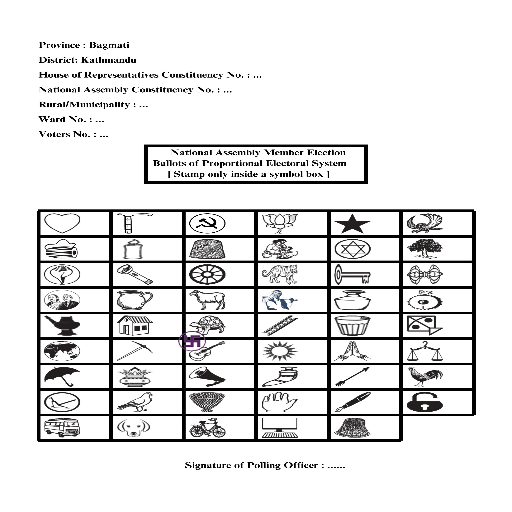 Province : Bagmati
District: Kathmandu
House of Representatives Constituency No. : ...
National Assembly Constituency No. : ...
Rural/Municipality : ...
Ward No. : ...
Voters No. : ...
National Assembly Member Election
Ballots of Proportional Electoral System
[ Stamp only inside a symbol box ]
Signature of Polling Officer : ......